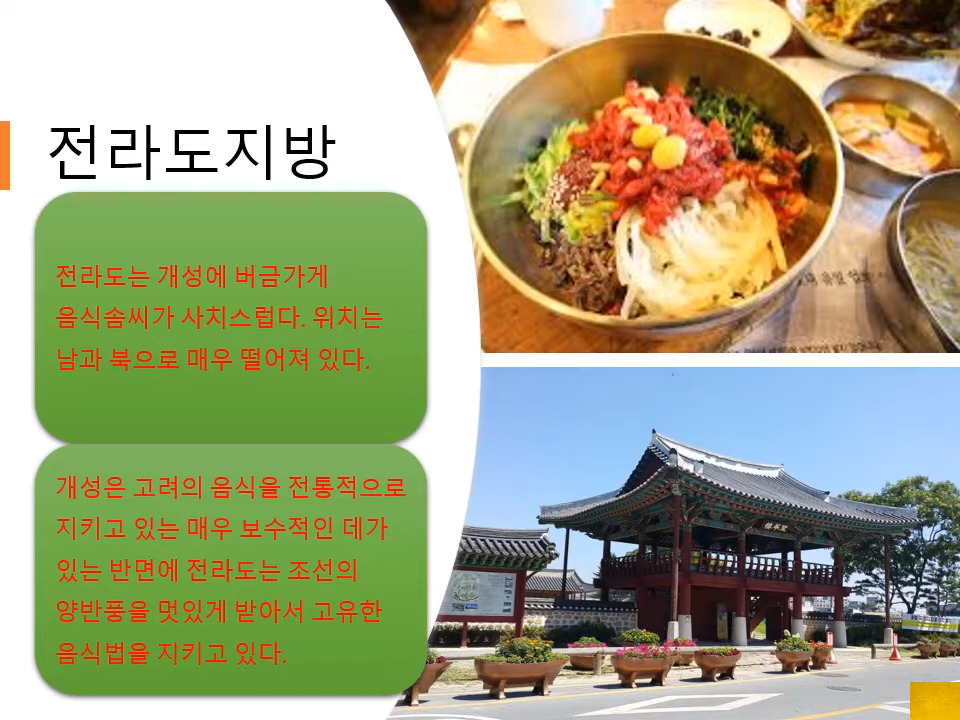 전라도지방
전라도는 개성에 버금가게
음식솜씨가 사치스럽다. 위치는
남과 북으로 매우 떨어져 있다.
개성은 고려의 음식을 전통적으로
지키고 있는 매우 보수적인 데가
있는 반면에 전라도는 조선의
양반풍을 멋있게 받아서 고유한
음식법을 지키고 있다.